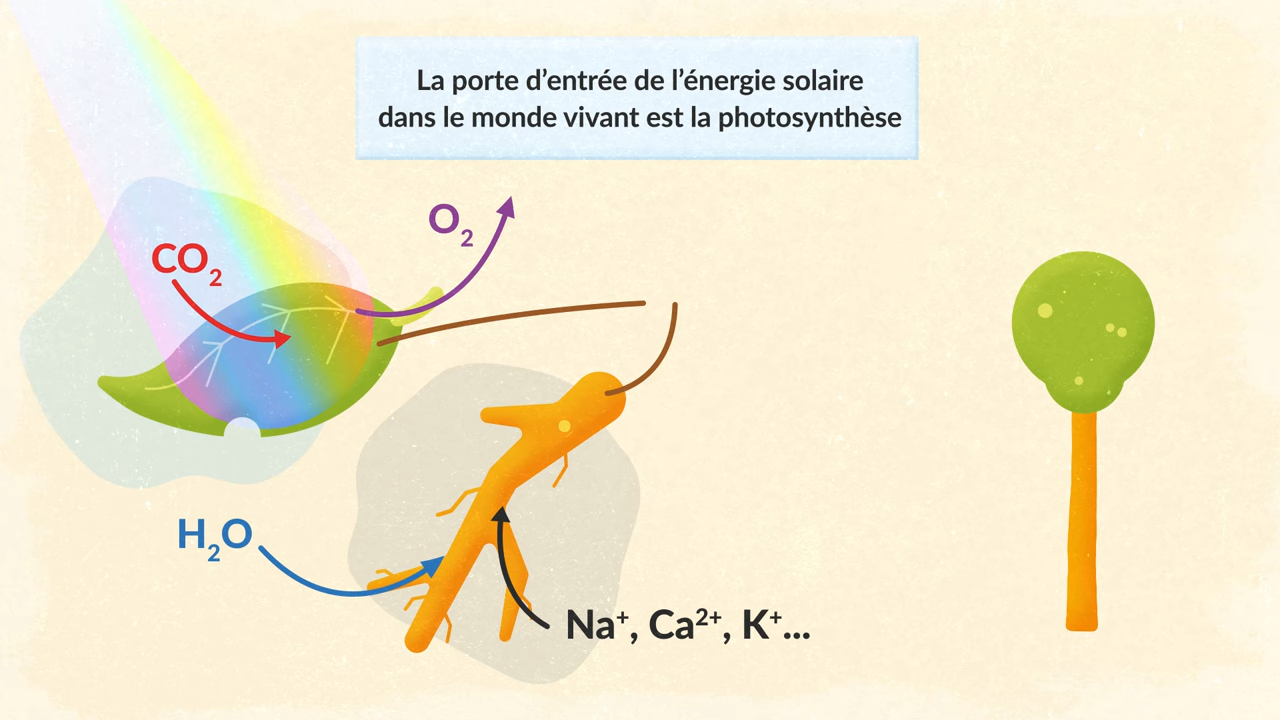 La porte d’entrée de l’énergie solaire
dans le monde vivant est la photosynthèse
O₂
CO₂
H₂O
Na⁺, Ca²⁺, K⁺...